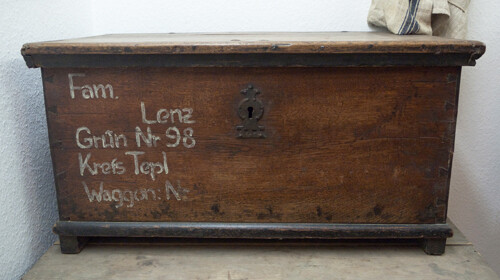 Fam.
Lenz
Grün Nr 98
Kreis Tepl
Waggon: Nr